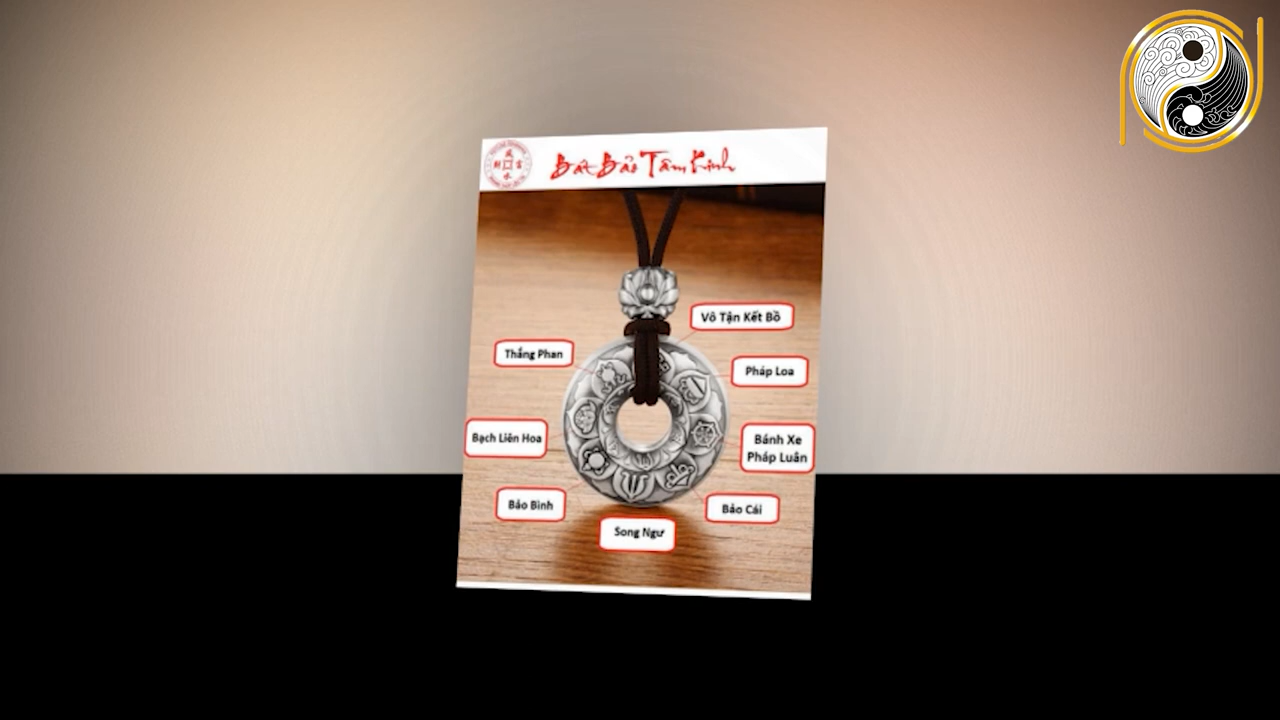 Bát Bảo Tâm Kinh
Vô Tận Kết Bồ
Thắng Phan
Pháp Loa
Bạch Liên Hoa
Bánh Xe
Pháp Luân
Bảo Bình
Bảo Cái
Song Ngư